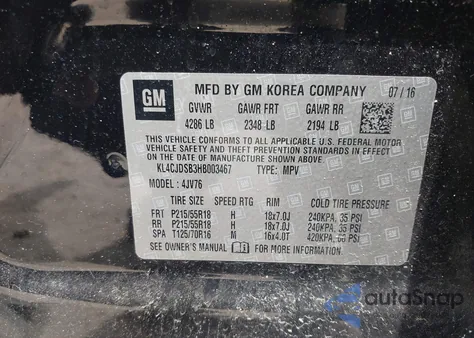 GM
MFD BY GM KOREA COMPANY 07/16
GVWR GAWR FRT GAWR RR
4286 LB 2348 LB 2194 LB
THIS VEHICLE CONFORMS TO ALL APPLICABLE U.S. FEDERAL MOTOR
VEHICLE SAFETY AND THEFT PREVENTION STANDARDS IN EFFECT ON
THE DATE OF MANUFACTURE SHOWN ABOVE.
KL4CJDSB3HB003467 TYPE: MPV
MODEL: 4JV76
TIRE SIZE SPEED RTG RIM COLD TIRE PRESSURE
FRT P215/55R18 H 18x7.0J 240KPA, 35 PSI
RR P215/55R18 H 18x7.0J 240KPA, 35 PSI
SPA T125/70R16 M 16x4.0T 420KPA, 60 PSI
SEE OWNER'S MANUAL FOR MORE INFORMATION.
autoSnap